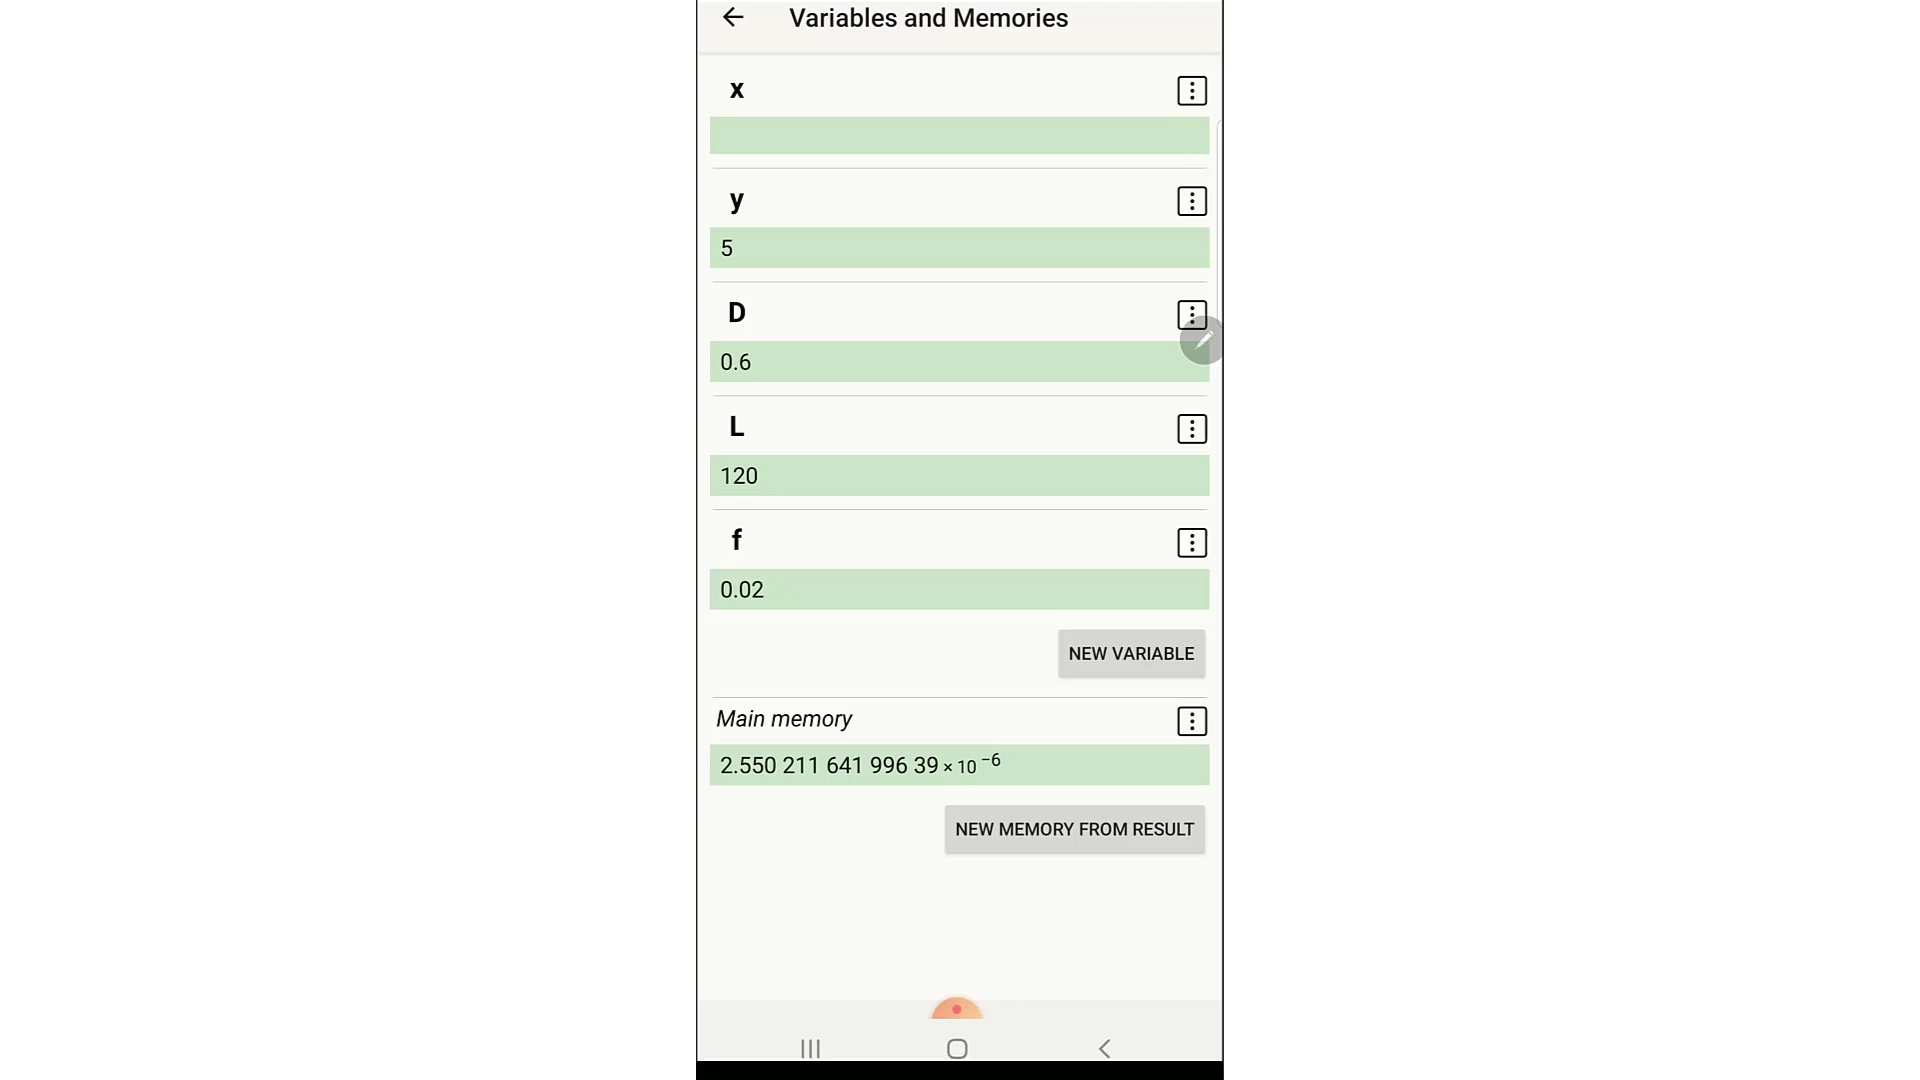 Variables and Memories
x
y
5
D
0.6
L
120
f
0.02
NEW VARIABLE
Main memory
2.550 211 641 996 39 × 10⁻⁶
NEW MEMORY FROM RESULT